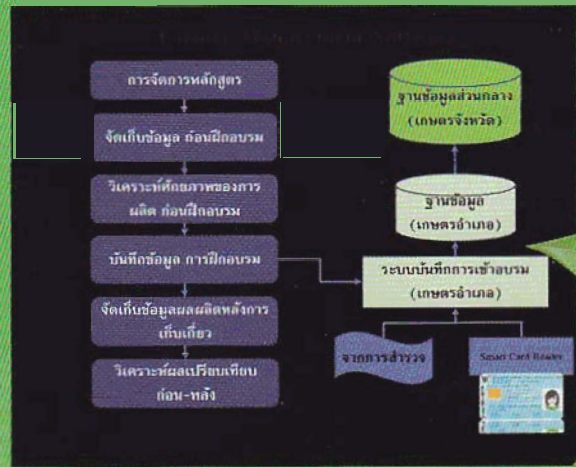 การจัดการหลักสูตร
จัดเก็บข้อมูล ก่อนฝึกอบรม
วิเคราะห์ศักยภาพของการ
ผลิต ก่อนฝึกอบรม
บันทึกข้อมูล การฝึกอบรม
จัดเก็บข้อมูลผลผลิตหลังการ
เก็บเกี่ยว
วิเคราะห์ผลเปรียบเทียบ
ก่อน-หลัง
ฐานข้อมูลส่วนกลาง
(เกษตรจังหวัด)
ฐานข้อมูล
(เกษตรอำเภอ)
ระบบบันทึกการเข้าอบรม
(เกษตรอำเภอ)
จากการสำรวจ
Smart Card Reader